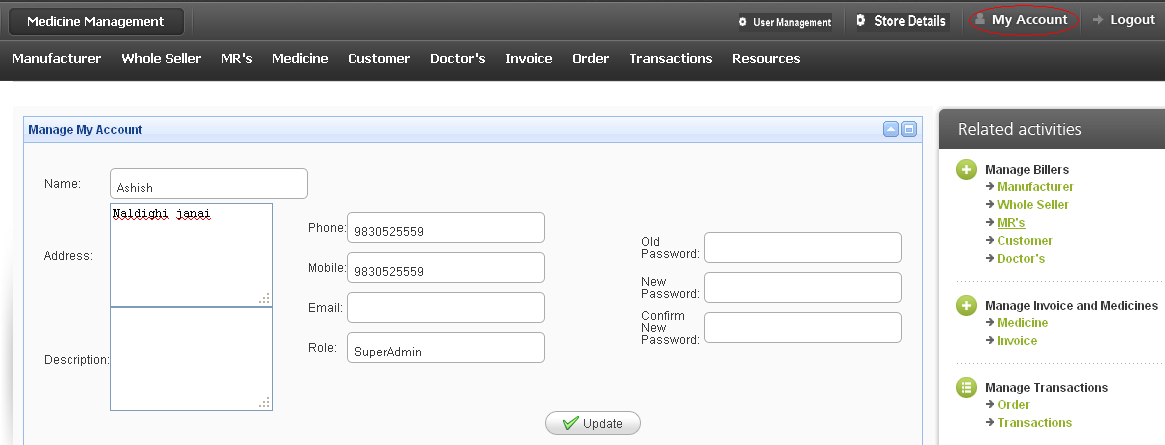 Medicine Management
User Management
Store Details
My Account
Logout
Manufacturer Whole Seller MR's Medicine Customer Doctor's Invoice Order Transactions Resources
Manage My Account
Name: Ashish
Address: Naldighi janai
Description:
Phone: 9830525559
Mobile: 9830525559
Email:
Role: SuperAdmin
Old
Password:
New
Password:
Confirm
New
Password:
Update
Related activities
Manage Billers
Manufacturer
Whole Seller
MR's
Customer
Doctor's
Manage Invoice and Medicines
Medicine
Invoice
Manage Transactions
Order
Transactions